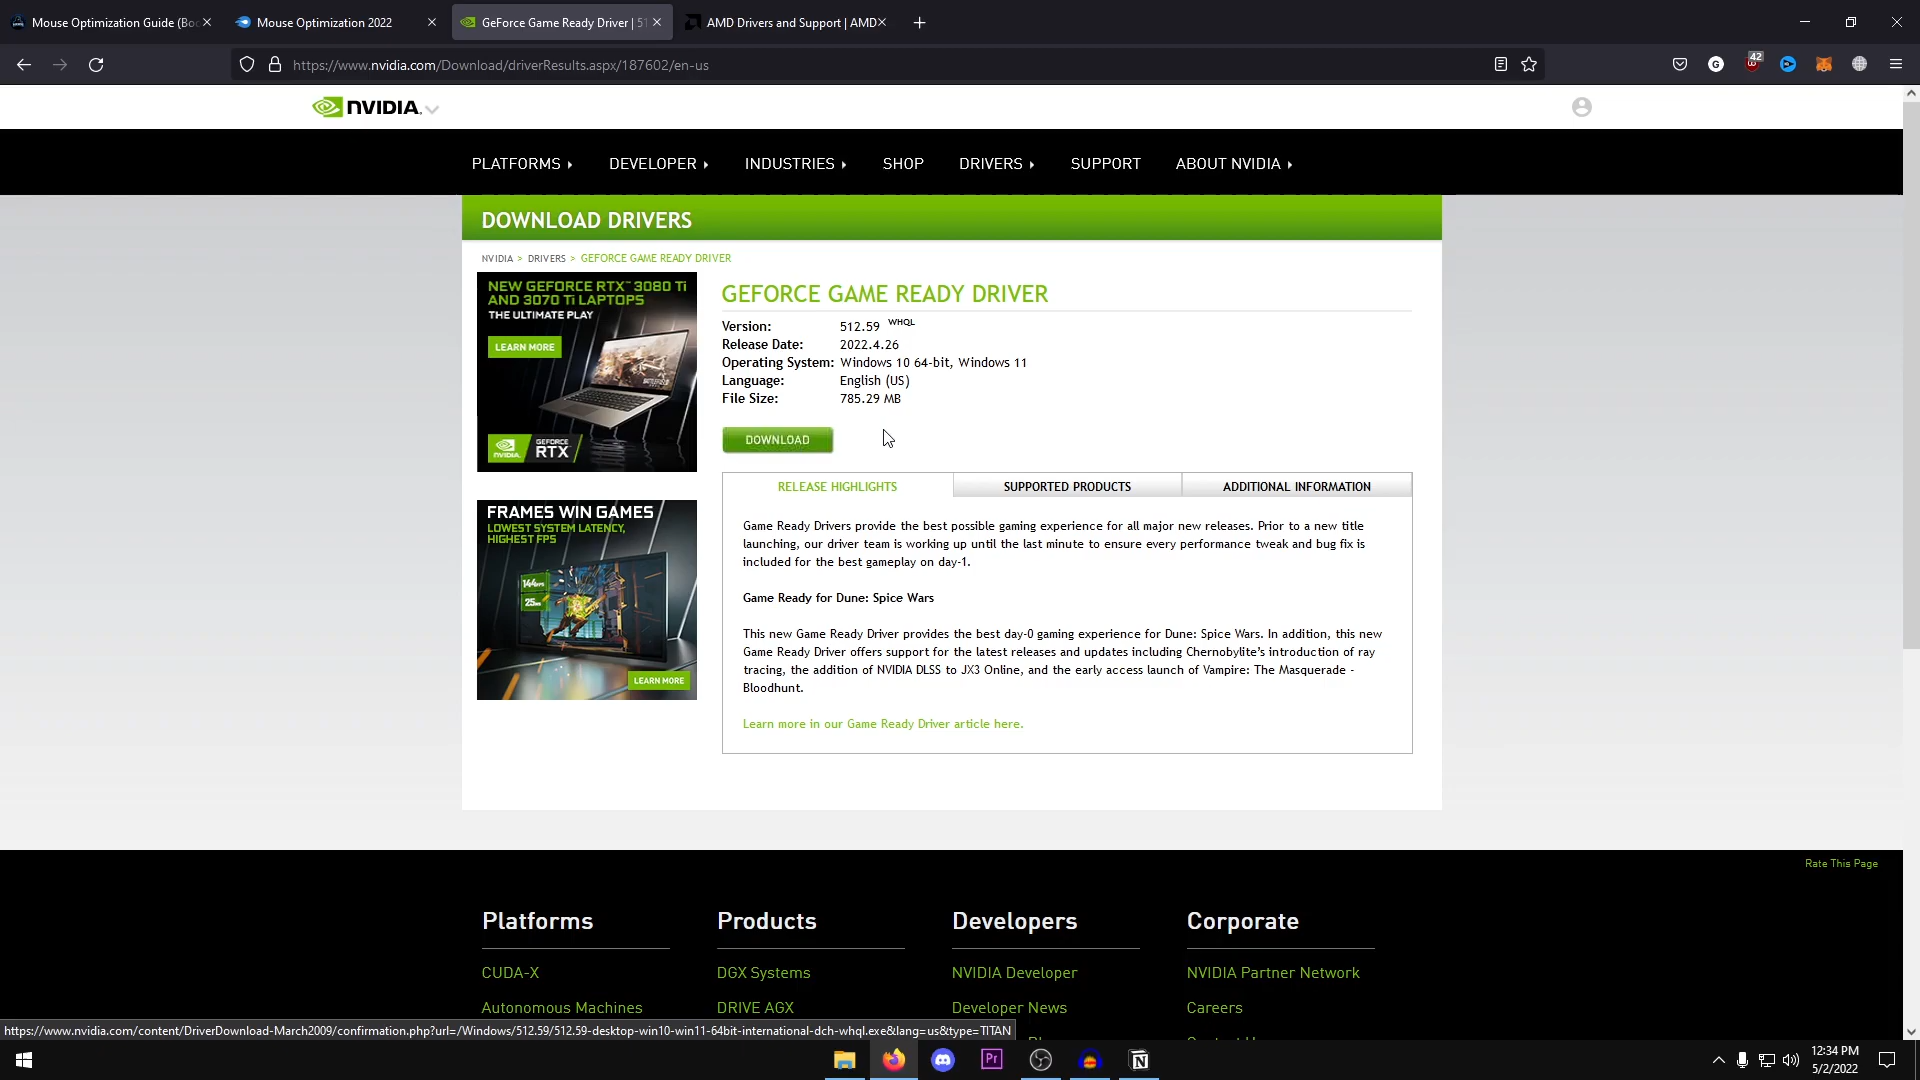 Mouse Optimization Guide (Boo
Mouse Optimization 2022
GeForce Game Ready Driver | 51
AMD Drivers and Support | AMD
https://www.nvidia.com/Download/driverResults.aspx/187602/en-us
G
42
NVIDIA.
PLATFORMS
DEVELOPER
INDUSTRIES
SHOP
DRIVERS
SUPPORT
ABOUT NVIDIA
DOWNLOAD DRIVERS
NVIDIA > DRIVERS > GEFORCE GAME READY DRIVER
NEW GEFORCE RTX™ 3080 Ti
AND 3070 Ti LAPTOPS
THE ULTIMATE PLAY
LEARN MORE
NVIDIA.
GEFORCE
RTX
GEFORCE GAME READY DRIVER
Version: 512.59 WHQL
Release Date: 2022.4.26
Operating System: Windows 10 64-bit, Windows 11
Language: English (US)
File Size: 785.29 MB
DOWNLOAD
FRAMES WIN GAMES
LOWEST SYSTEM LATENCY,
HIGHEST FPS
LEARN MORE
RELEASE HIGHLIGHTS
SUPPORTED PRODUCTS
ADDITIONAL INFORMATION
Game Ready Drivers provide the best possible gaming experience for all major new releases. Prior to a new title
launching, our driver team is working up until the last minute to ensure every performance tweak and bug fix is
included for the best gameplay on day-1.
Game Ready for Dune: Spice Wars
This new Game Ready Driver provides the best day-0 gaming experience for Dune: Spice Wars. In addition, this new
Game Ready Driver offers support for the latest releases and updates including Chernobylite's introduction of ray
tracing, the addition of NVIDIA DLSS to JX3 Online, and the early access launch of Vampire: The Masquerade -
Bloodhunt.
Learn more in our Game Ready Driver article here.
Rate This Page
Platforms
Products
Developers
Corporate
CUDA-X
DGX Systems
NVIDIA Developer
NVIDIA Partner Network
Autonomous Machines
DRIVE AGX
Developer News
Careers
https://www.nvidia.com/content/DriverDownload-March2009/confirmation.php?url=/Windows/512.59/512.59-desktop-win10-win11-64bit-international-dch-whql.exe&lang=us&type=TITAN
Pr
N
12:34 PM
5/2/2022